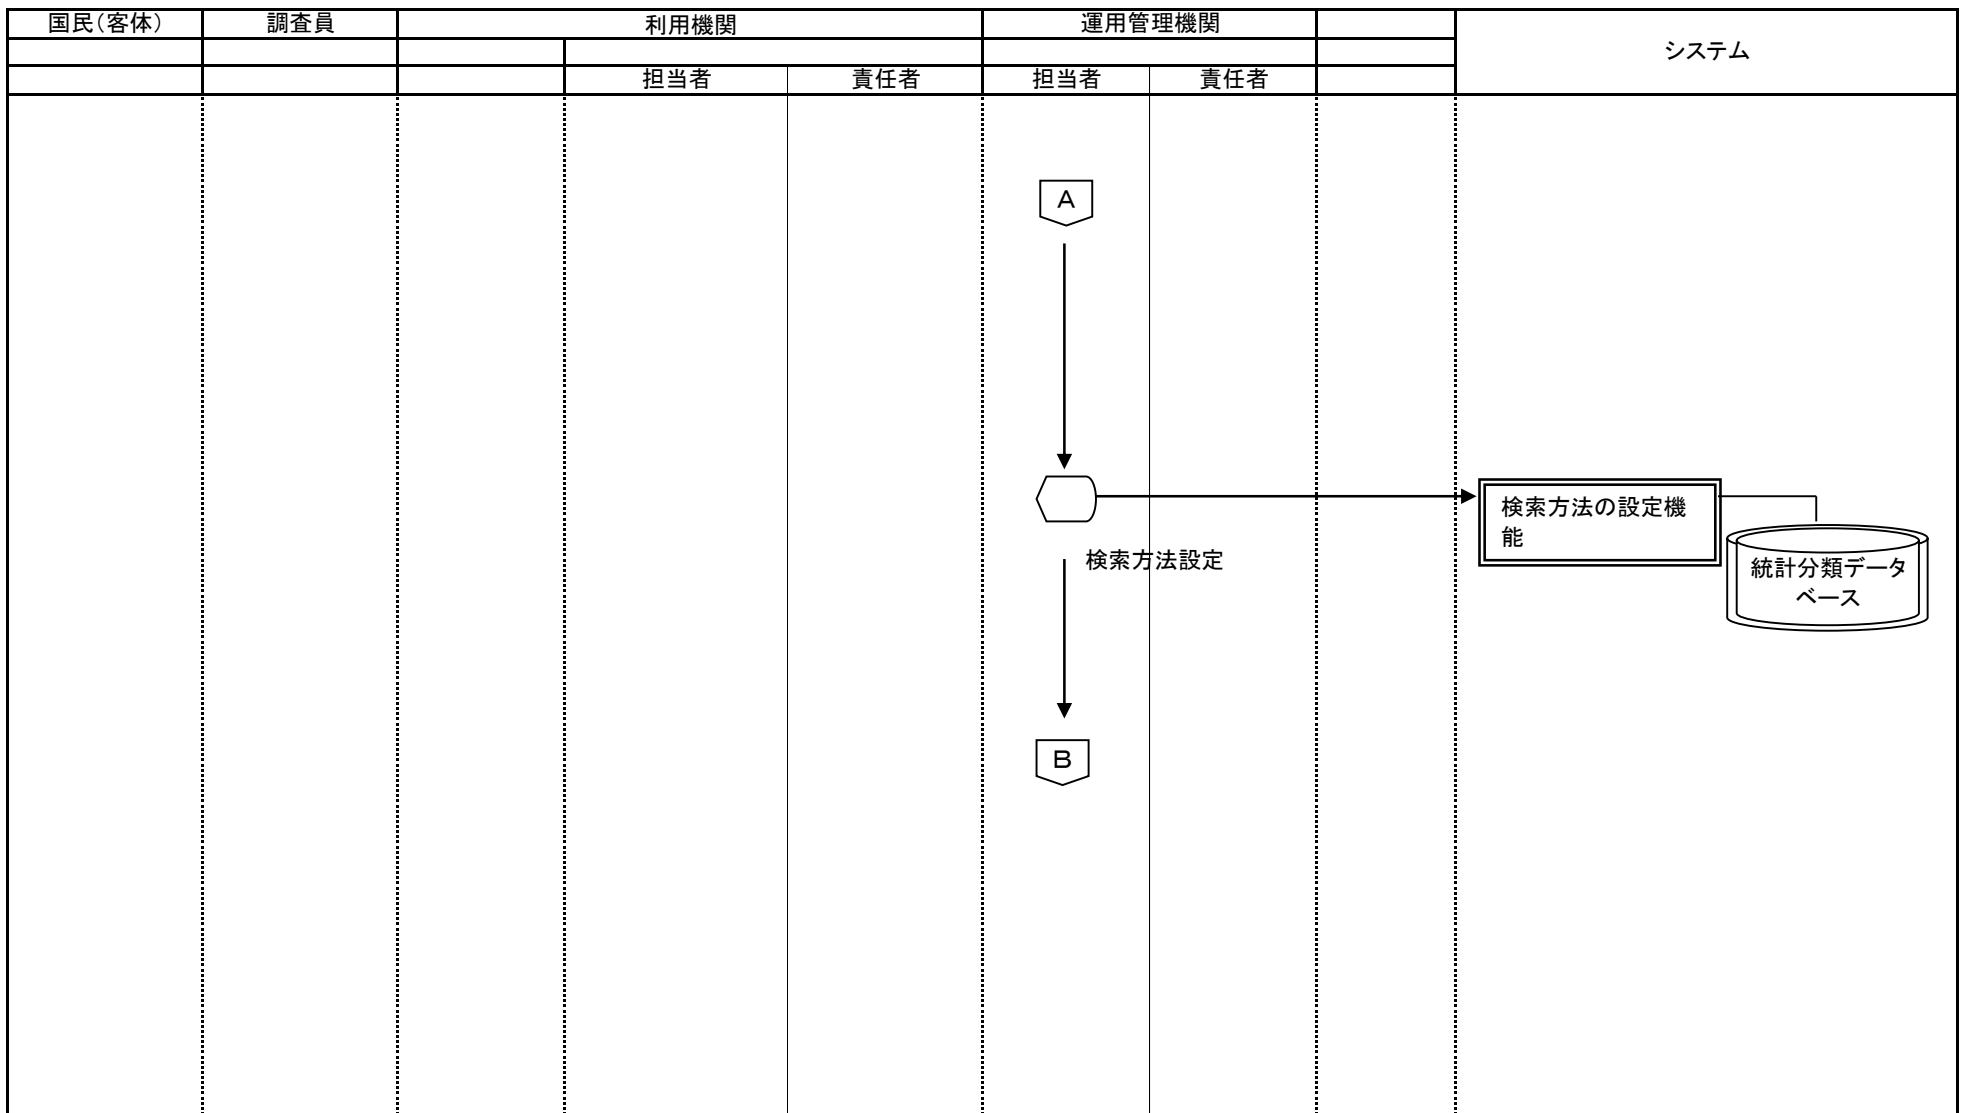 国民(客体)
調査員
利用機関
運用管理機関
システム
担当者
責任者
担当者
責任者
A
検索方法の設定機
能
検索方法設定
統計分類データ
ベース
B